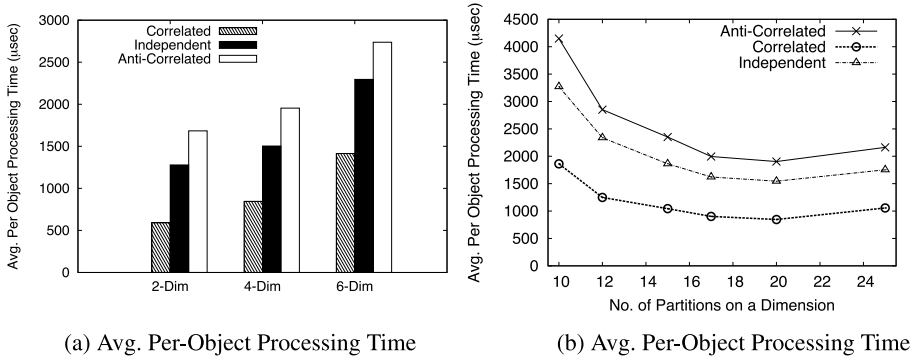 Avg. Per Object Processing Time (μsec)
3000
2500
2000
1500
1000
500
0
Correlated
Independent
Anti-Correlated
2-Dim
4-Dim
6-Dim
(a) Avg. Per-Object Processing Time
Avg. Per Object Processing Time (μsec)
4500
4000
3500
3000
2500
2000
1500
1000
500
0
Anti-Correlated
Correlated
Independent
10
12
14
16
18
20
22
24
No. of Partitions on a Dimension
(b) Avg. Per-Object Processing Time